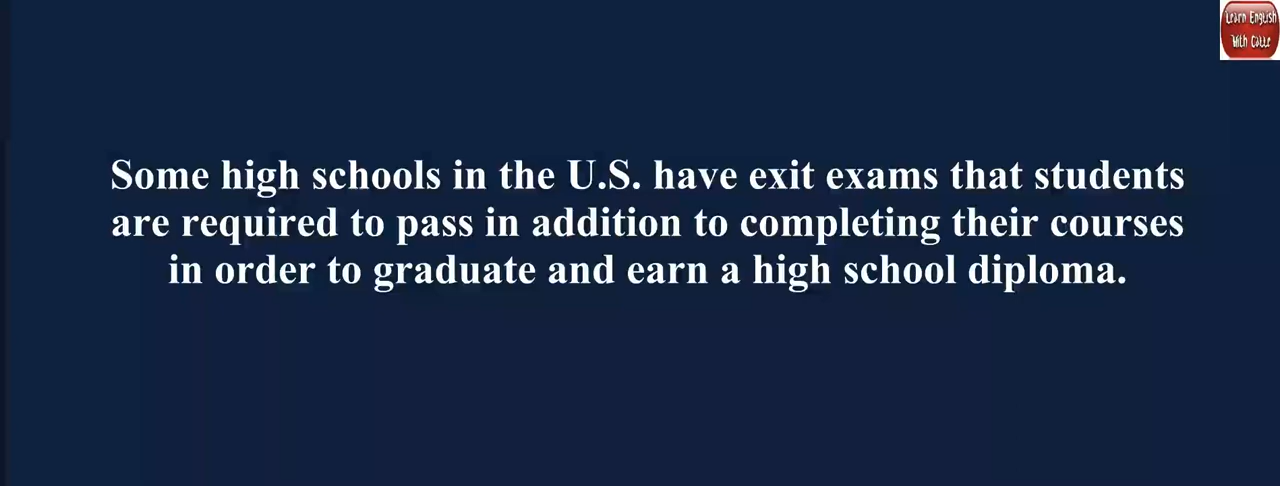 Learn English
With Catte
Some high schools in the U.S. have exit exams that students
are required to pass in addition to completing their courses
in order to graduate and earn a high school diploma.